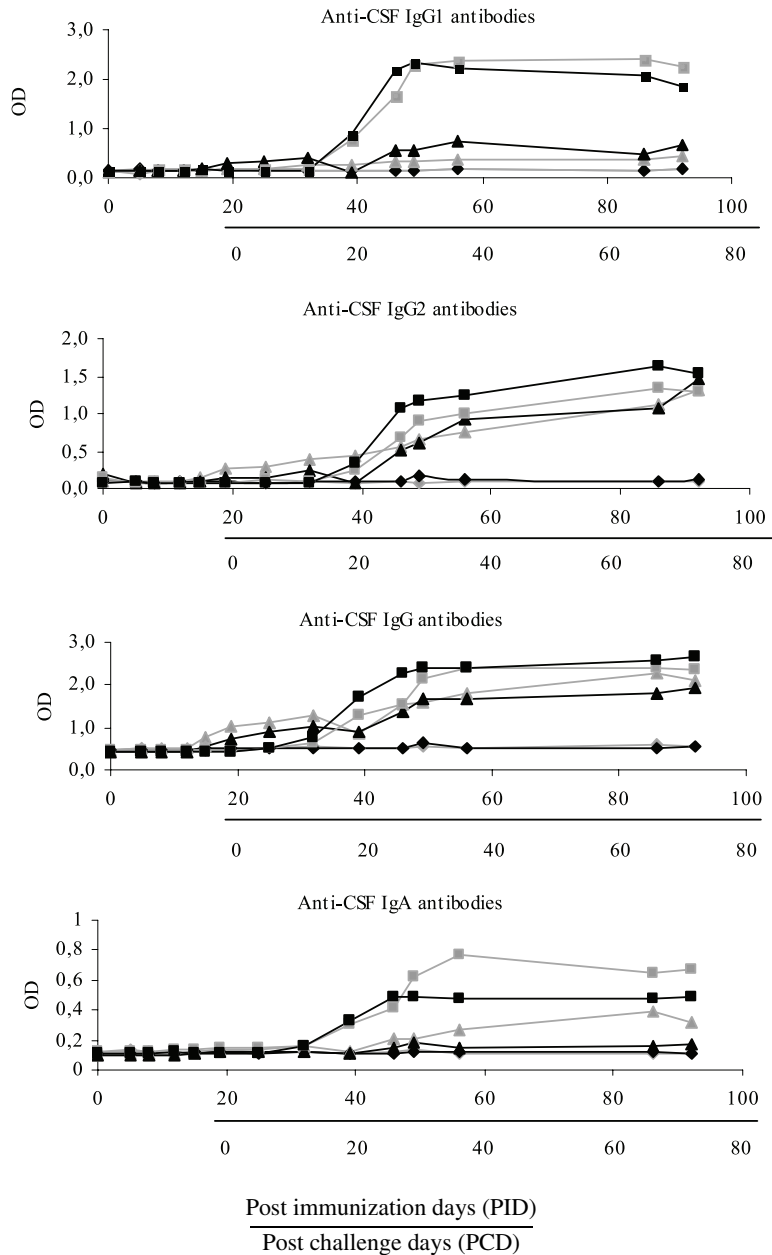 Anti-CSF IgG1 antibodies
3,0
2,0
1,0
0,0
OD
0 20 40 60 80 100
0 20 40 60 80
Anti-CSF IgG2 antibodies
2,0
1,5
1,0
0,5
0,0
OD
0 20 40 60 80 100
0 20 40 60 80
Anti-CSF IgG antibodies
3,0
2,0
1,0
0,0
OD
0 20 40 60 80 100
0 20 40 60 80
Anti-CSF IgA antibodies
1
0,8
0,6
0,4
0,2
0
OD
0 20 40 60 80 100
0 20 40 60 80
Post immunization days (PID)
Post challenge days (PCD)